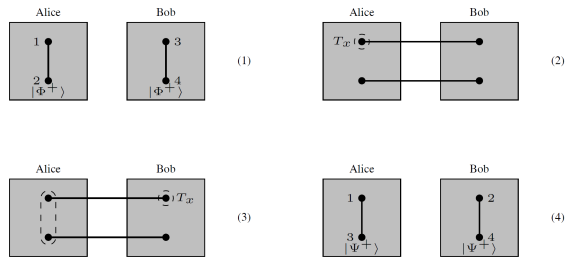 Alice Bob
1 3
(1)
2 4
|Φ⁺⟩ |Φ⁺⟩
Alice Bob
Tₓ
(2)
Alice Bob
Tₓ
(3)
Alice Bob
1 2
(4)
3 4
|Ψ⁺⟩ |Ψ⁺⟩